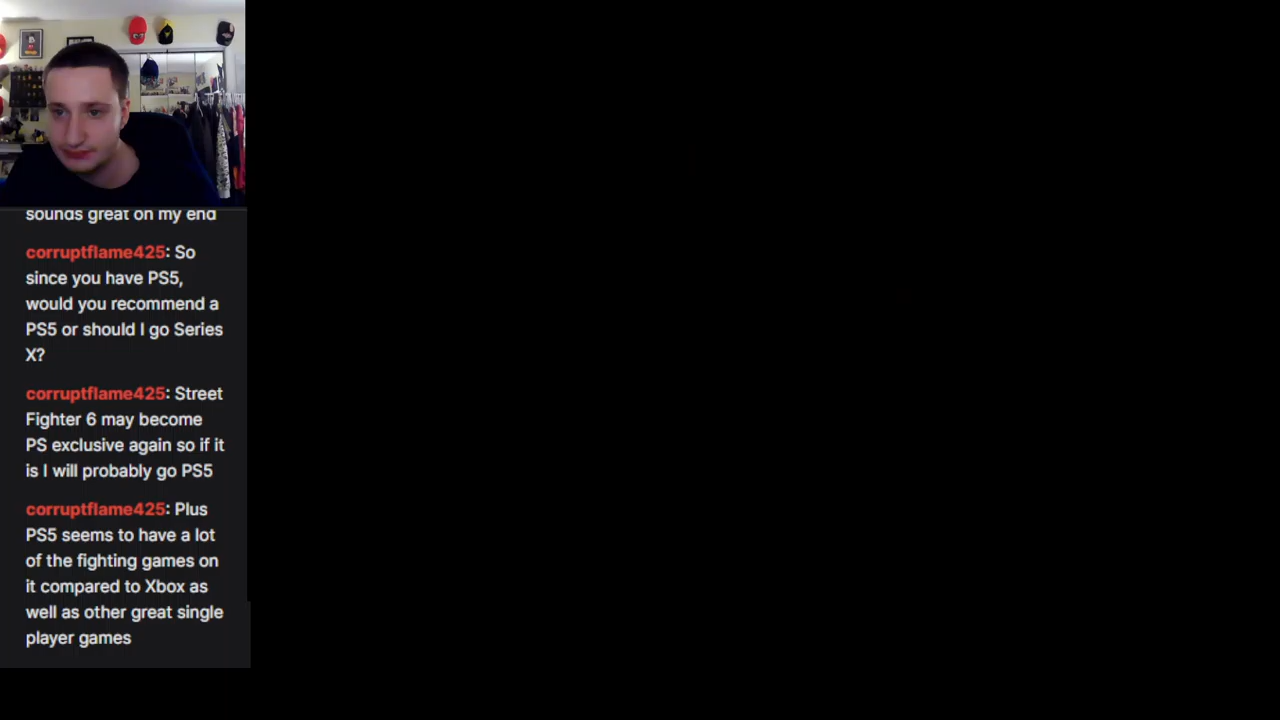 sounds great on my end
corruptflame425: So
since you have PS5,
would you recommend a
PS5 or should I go Series
X?
corruptflame425: Street
Fighter 6 may become
PS exclusive again so if it
is I will probably go PS5
corruptflame425: Plus
PS5 seems to have a lot
of the fighting games on
it compared to Xbox as
well as other great single
player games